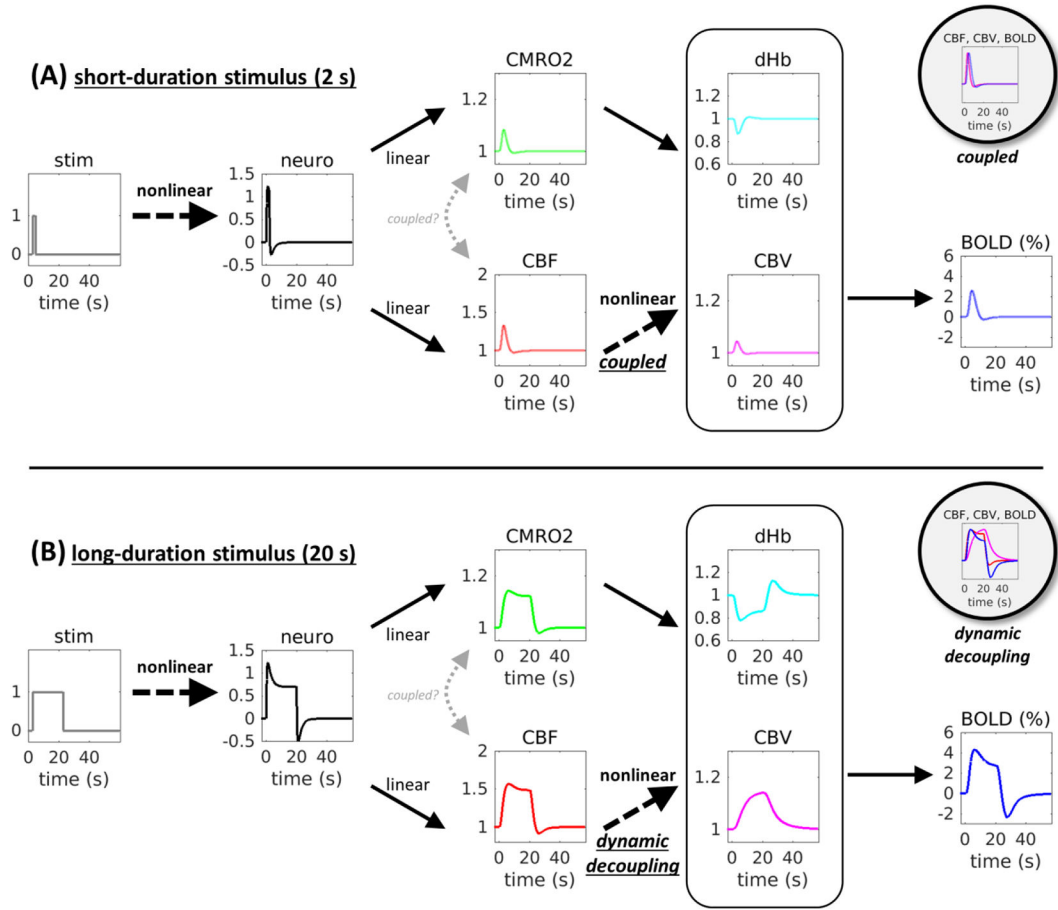 (A) short-duration stimulus (2 s)
CMRO2
1.2
1
0 20 40
time (s)
dHb
1.2
1
0.8
0.6
0 20 40
time (s)
CBF, CBV, BOLD
0 20 40
time (s)
coupled
stim
1
0
0 20 40
time (s)
nonlinear
neuro
1.5
1
0.5
0
-0.5
0 20 40
time (s)
linear
coupled?
linear
CBF
2
1.5
1
0 20 40
time (s)
nonlinear
coupled
CBV
1.2
1
0 20 40
time (s)
BOLD (%)
6
4
2
0
-2
0 20 40
time (s)
(B) long-duration stimulus (20 s)
CMRO2
1.2
1
0 20 40
time (s)
dHb
1.2
1
0.8
0.6
0 20 40
time (s)
CBF, CBV, BOLD
0 20 40
time (s)
dynamic
decoupling
stim
1
0
0 20 40
time (s)
nonlinear
neuro
1.5
1
0.5
0
-0.5
0 20 40
time (s)
linear
coupled?
linear
CBF
2
1.5
1
0 20 40
time (s)
nonlinear
dynamic
decoupling
CBV
1.2
1
0 20 40
time (s)
BOLD (%)
6
4
2
0
-2
0 20 40
time (s)